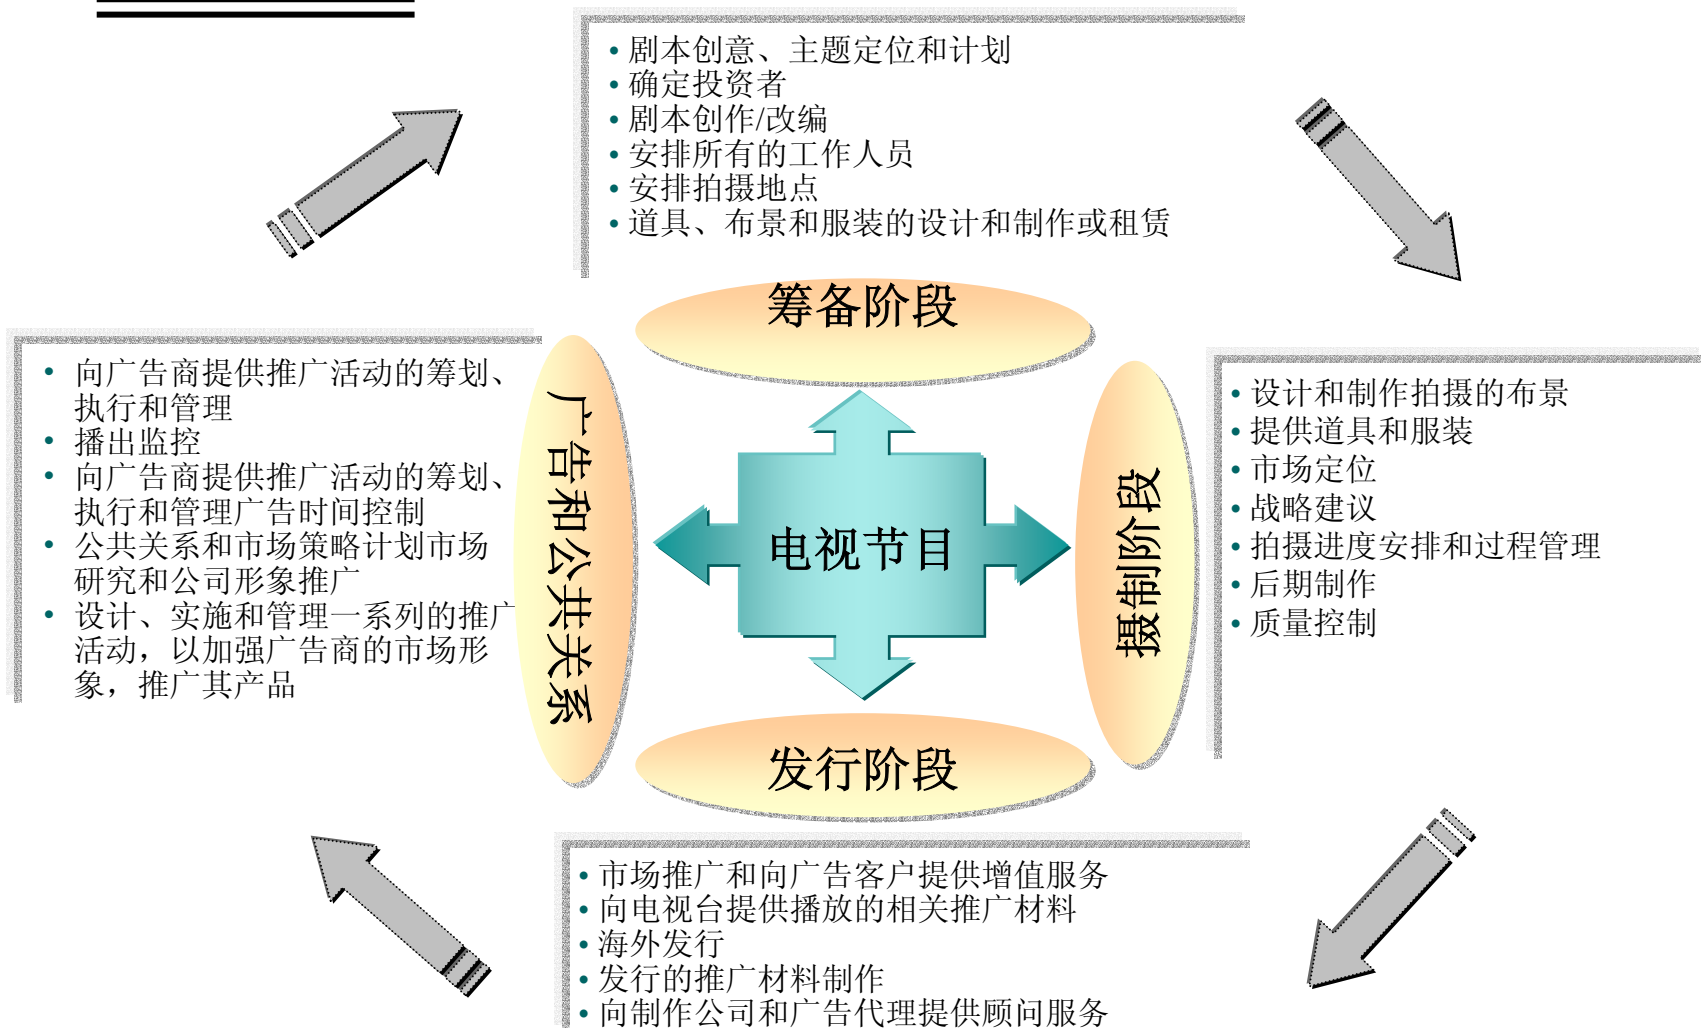 • 剧本创意、主题定位和计划
• 确定投资者
• 剧本创作/改编
• 安排所有的工作人员
• 安排拍摄地点
• 道具、布景和服装的设计和制作或租赁
筹备阶段
• 向广告商提供推广活动的筹划、
执行和管理
• 播出监控
• 向广告商提供推广活动的筹划、
执行和管理广告时间控制
• 公共关系和市场策略计划市场
研究和公司形象推广
• 设计、实施和管理一系列的推广
活动，以加强广告商的市场形
象，推广其产品
广告和公共关系
电视节目
摄制阶段
• 设计和制作拍摄的布景
• 提供道具和服装
• 市场定位
• 战略建议
• 拍摄进度安排和过程管理
• 后期制作
• 质量控制
发行阶段
• 市场推广和向广告客户提供增值服务
• 向电视台提供播放的相关推广材料
• 海外发行
• 发行的推广材料制作
• 向制作公司和广告代理提供顾问服务